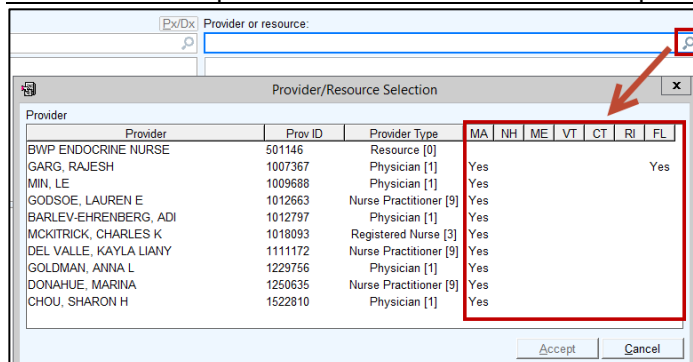 Px/Dx Provider or resource:
Provider/Resource Selection x
Provider
Provider Prov ID Provider Type MA NH ME VT CT RI FL
BWP ENDOCRINE NURSE 501146 Resource [0]
GARG, RAJESH 1007367 Physician [1] Yes Yes
MIN, LE 1009688 Physician [1] Yes
GODSOE, LAUREN E 1012663 Nurse Practitioner [9] Yes
BARLEV-EHRENBERG, ADI 1012797 Physician [1] Yes
MCKITRICK, CHARLES K 1018093 Registered Nurse [3] Yes
DEL VALLE, KAYLA LIANY 1111172 Nurse Practitioner [9] Yes
GOLDMAN, ANNA L 1229756 Physician [1] Yes
DONAHUE, MARINA 1250635 Nurse Practitioner [9] Yes
CHOU, SHARON H 1522810 Physician [1] Yes
Accept Cancel